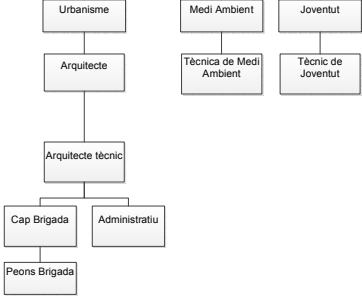 Urbanisme
Medi Ambient
Joventut
Arquitecte
Tècnica de Medi
Ambient
Tècnic de
Joventut
Arquitecte tècnic
Cap Brigada
Administratiu
Peons Brigada